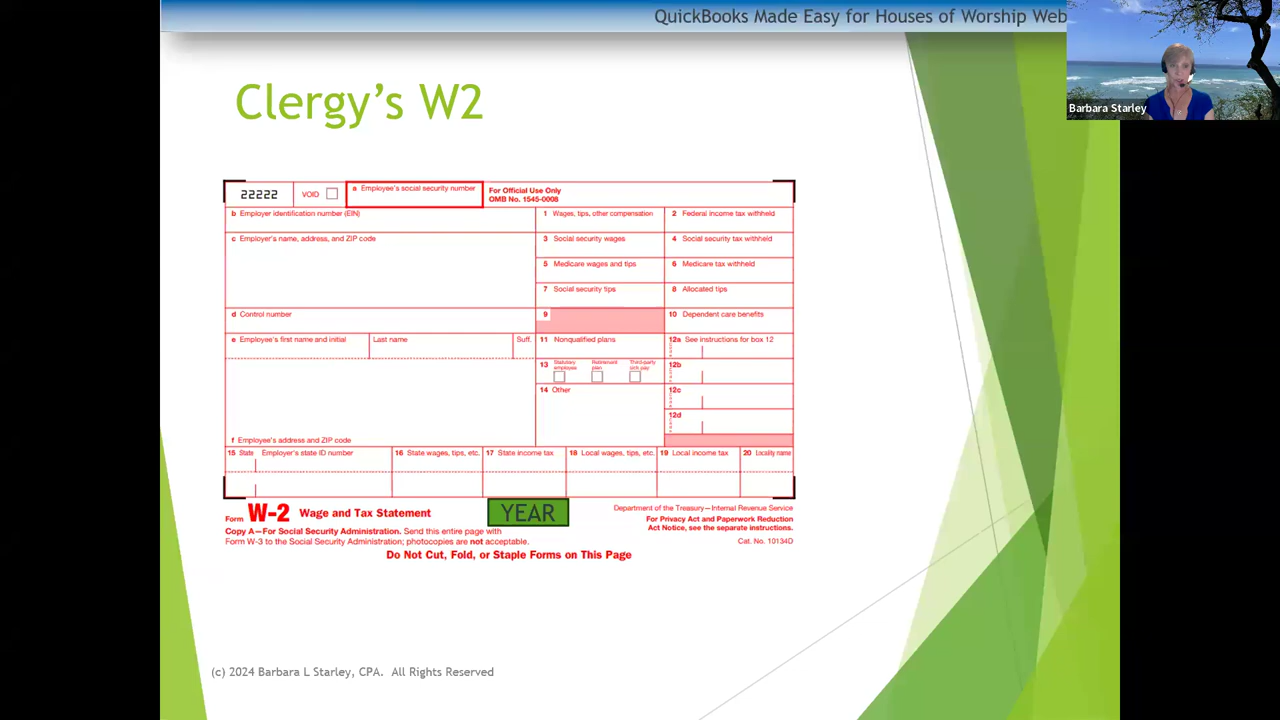 QuickBooks Made Easy for Houses of Worship Web
Barbara Starley
Clergy's W2
22222
VOID
a Employee's social security number
For Official Use Only
OMB No. 1545-0008
b Employer identification number (EIN)
1 Wages, tips, other compensation
2 Federal income tax withheld
c Employer's name, address, and ZIP code
3 Social security wages
4 Social security tax withheld
5 Medicare wages and tips
6 Medicare tax withheld
7 Social security tips
8 Allocated tips
d Control number
9
10 Dependent care benefits
e Employee's first name and initial
Last name
Suff.
11 Nonqualified plans
12a See instructions for box 12
13 Statutory employee
Retirement plan
Third-party sick pay
12b
14 Other
12c
12d
f Employee's address and ZIP code
15 State Employer's state ID number
16 State wages, tips, etc.
17 State income tax
18 Local wages, tips, etc.
19 Local income tax
20 Locality name
Form W-2 Wage and Tax Statement
YEAR
Department of the Treasury—Internal Revenue Service
For Privacy Act and Paperwork Reduction
Act Notice, see the separate instructions.
Copy A—For Social Security Administration. Send this entire page with
Form W-3 to the Social Security Administration; photocopies are not acceptable.
Cat. No. 10134D
Do Not Cut, Fold, or Staple Forms on This Page
(c) 2024 Barbara L Starley, CPA. All Rights Reserved